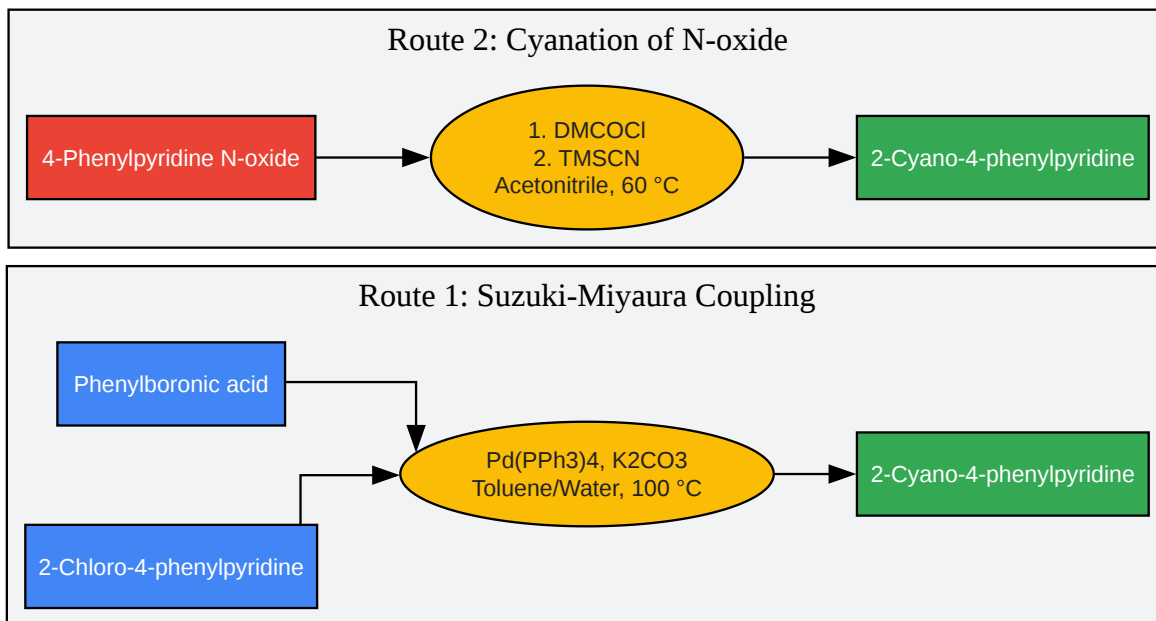 Route 2: Cyanation of N-oxide
4-Phenylpyridine N-oxide
1. DMCOCl
2. TMSCN
Acetonitrile, 60 °C
2-Cyano-4-phenylpyridine
Route 1: Suzuki-Miyaura Coupling
Phenylboronic acid
2-Chloro-4-phenylpyridine
Pd(PPh3)4, K2CO3
Toluene/Water, 100 °C
2-Cyano-4-phenylpyridine